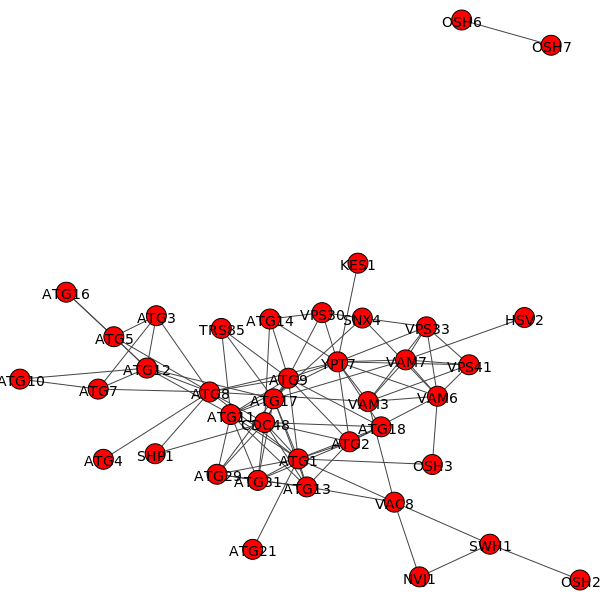 OSH6
OSH7
KES1
ATG16
ATG3
TRS85
ATG14
VPS30
SNX4
VPS33
HSV2
ATG5
ATG12
ATG10
ATG7
ATG8
ATG9
YPT7
VAM7
VPS41
ATG17
VAM3
VAM6
ATG11
CDC48
ATG18
ATG2
ATG4
SHP1
ATG1
OSH3
ATG29
ATG31
ATG13
VAC8
ATG21
SWH1
NVJ1
OSH2